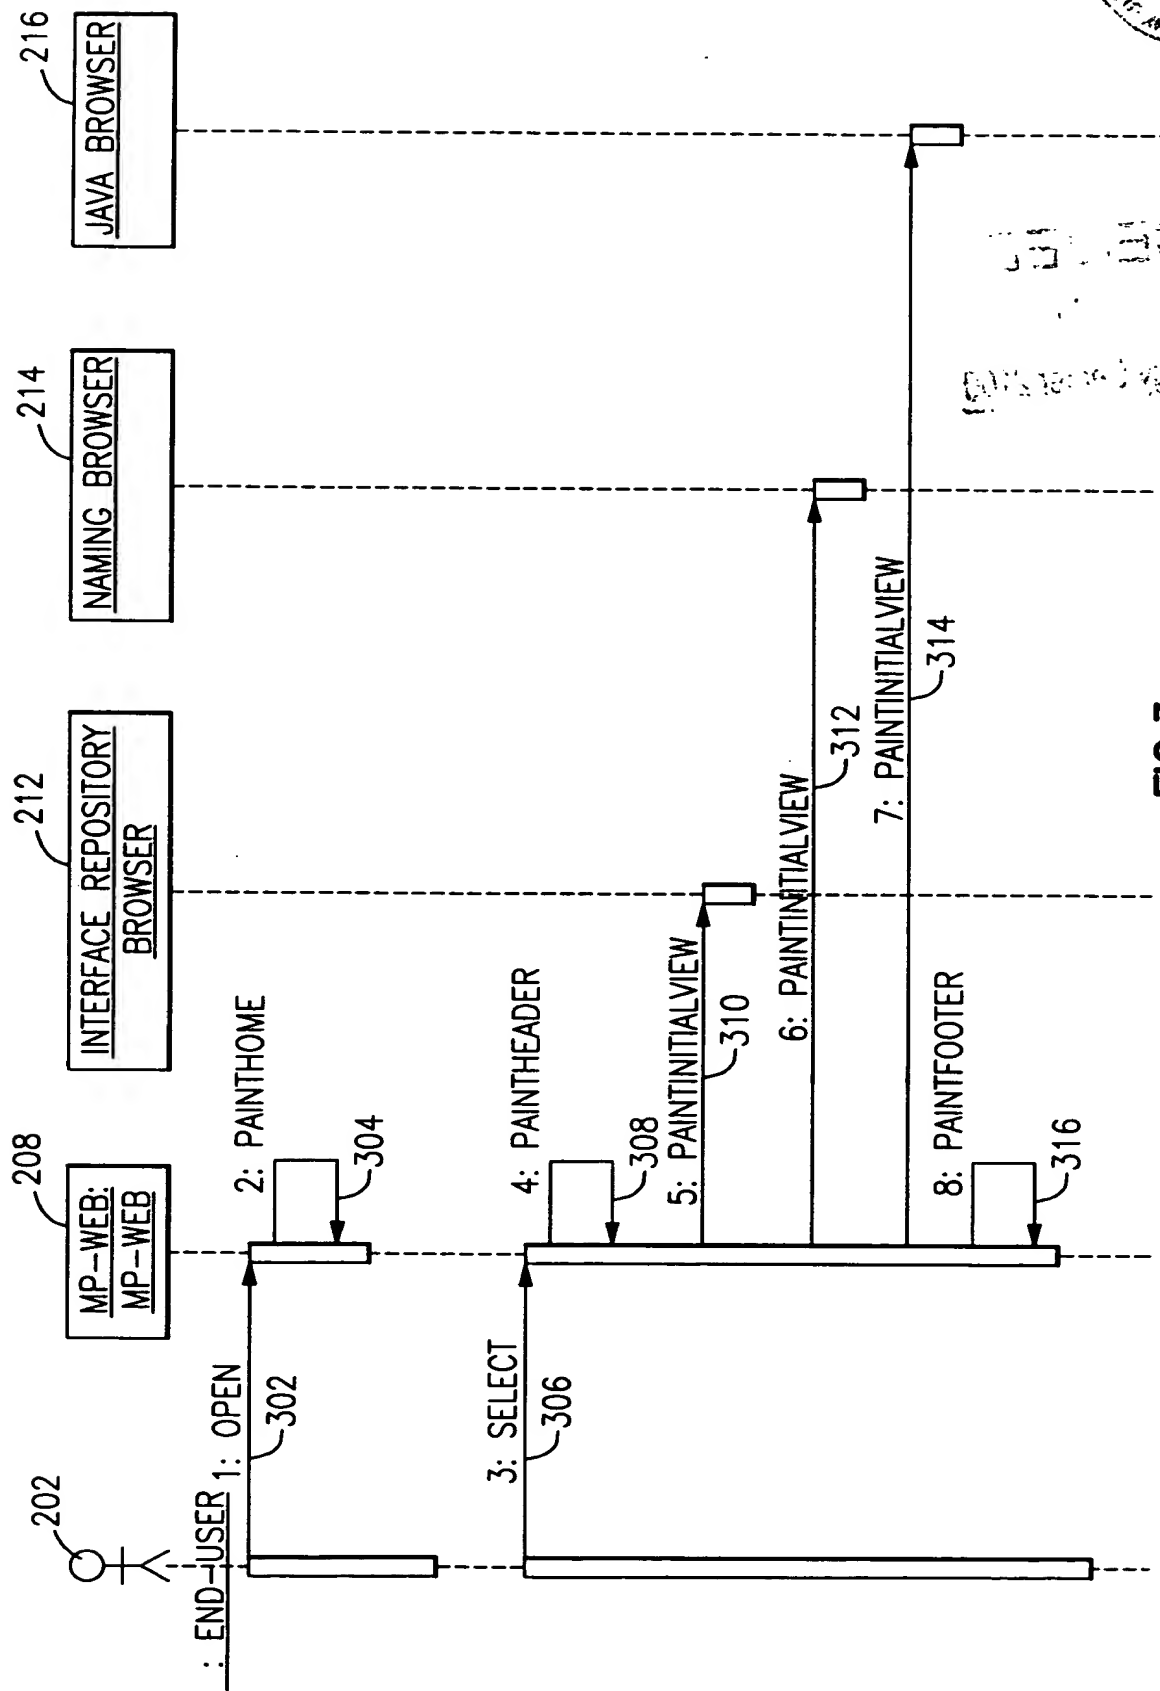 202
208
212
214
216
: END-USER
MP-WEB:
MP-WEB
INTERFACE REPOSITORY
BROWSER
NAMING BROWSER
JAVA BROWSER
1: OPEN
302
2: PAINTHOME
304
3: SELECT
306
4: PAINTHEADER
308
5: PAINTINITIALVIEW
310
6: PAINTINITIALVIEW
312
7: PAINTINITIALVIEW
314
8: PAINTFOOTER
316